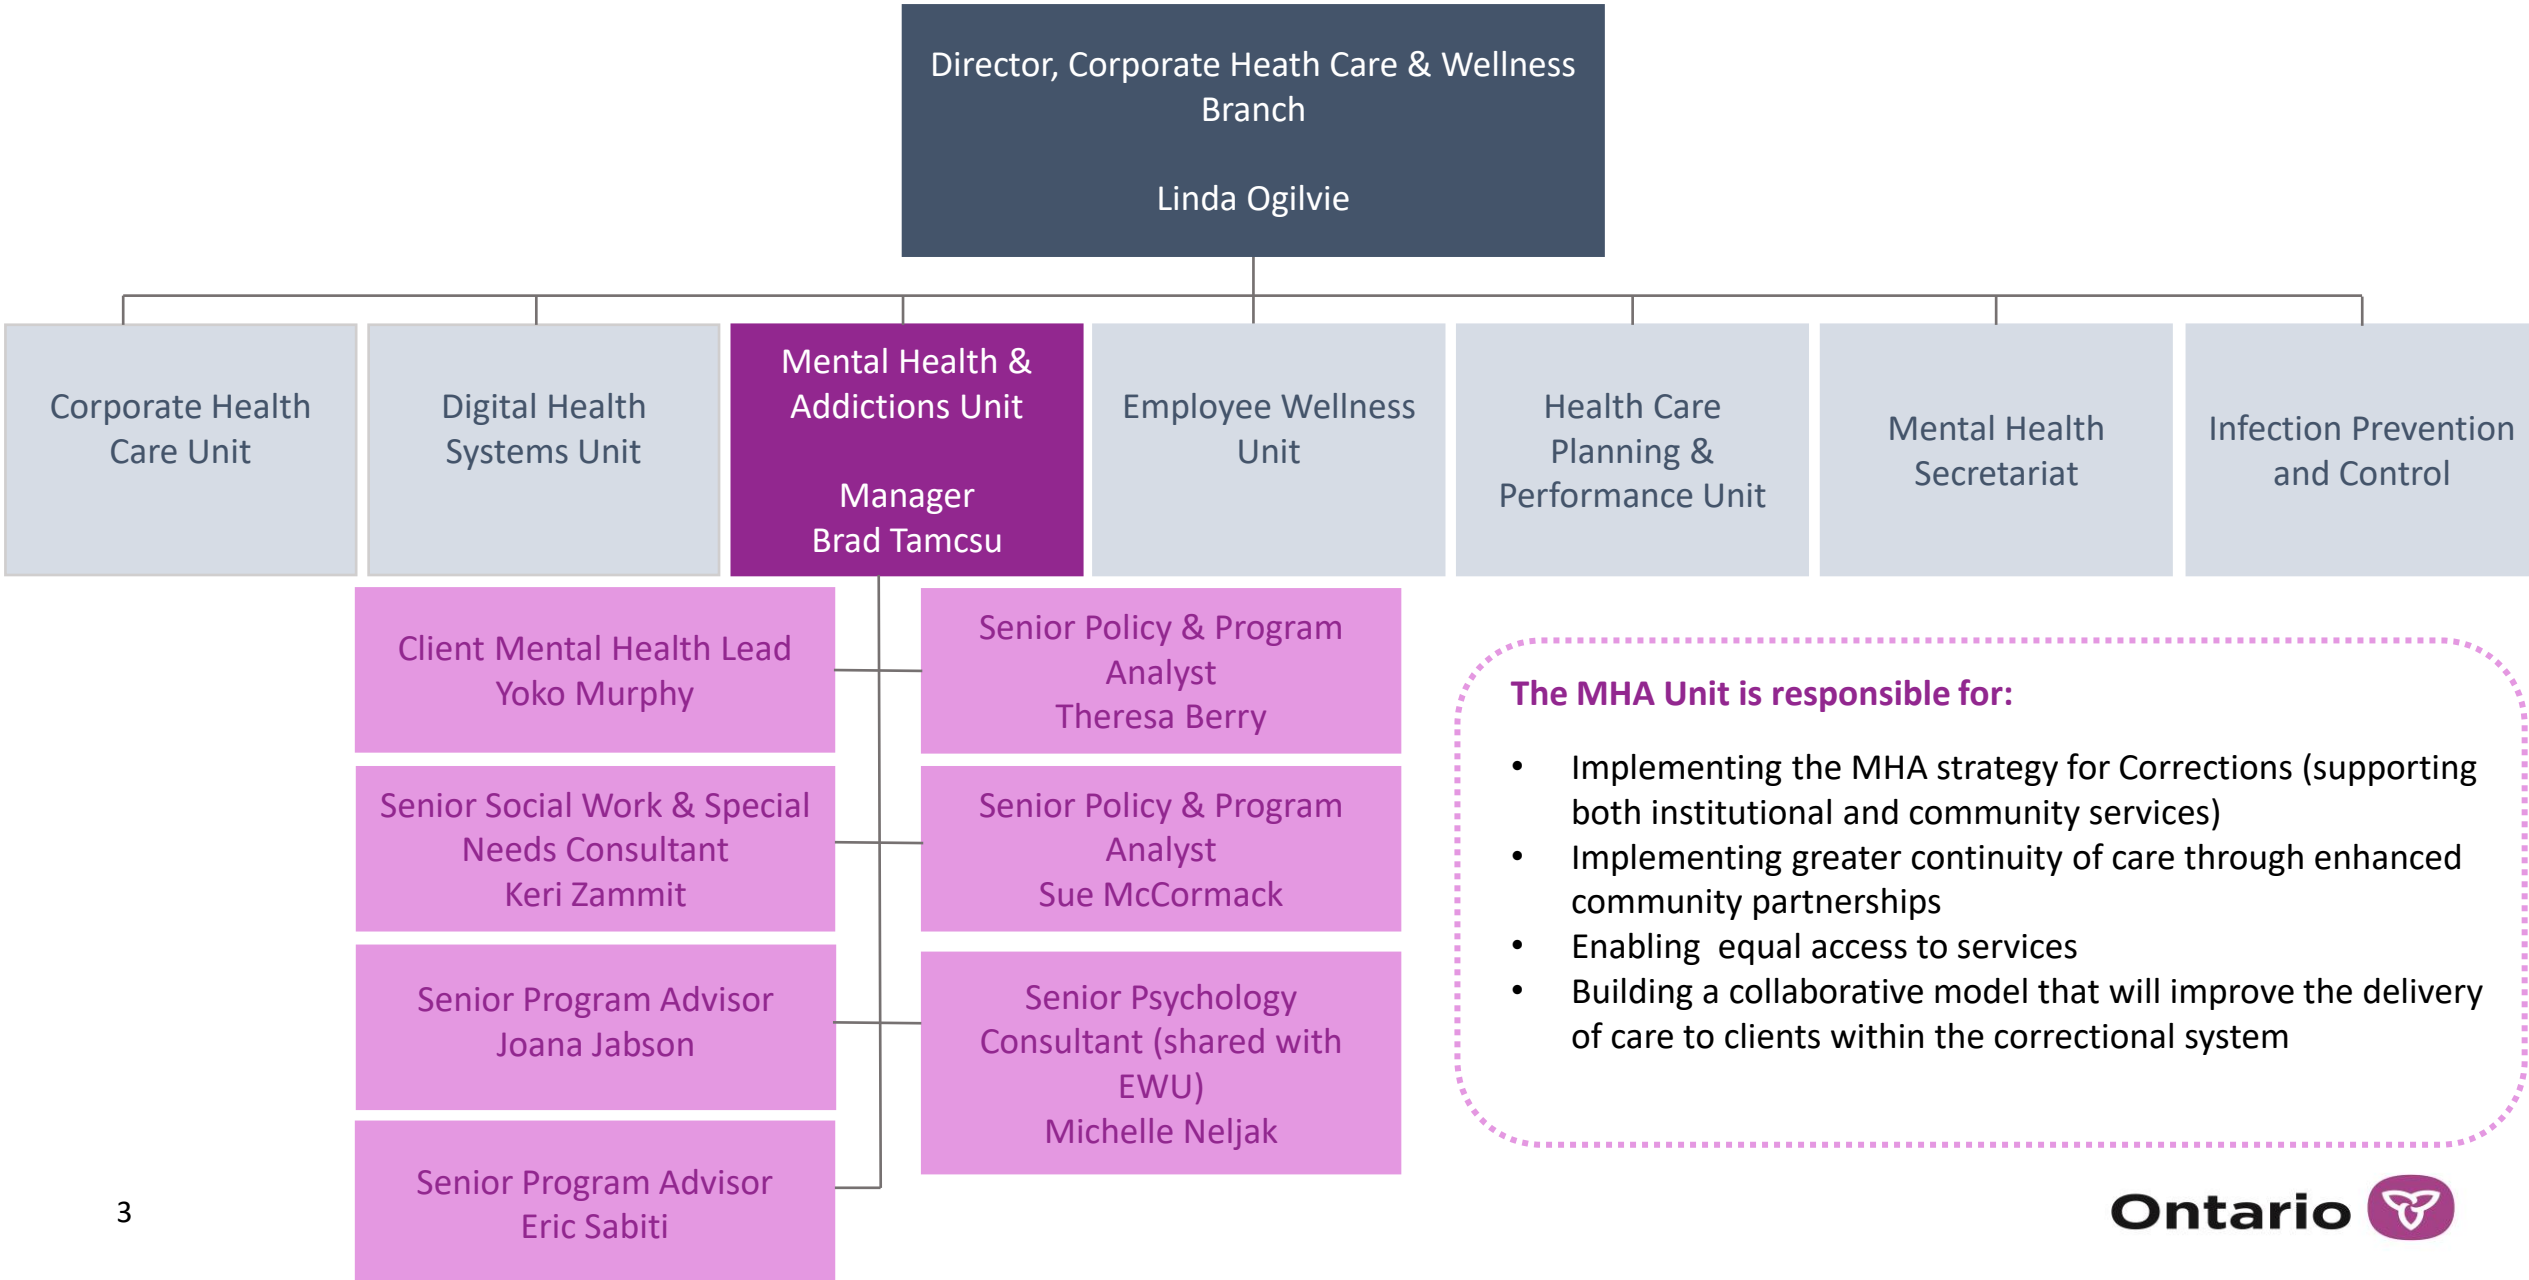 Director, Corporate Heath Care & Wellness
Branch
Linda Ogilvie
Corporate Health
Care Unit
Digital Health
Systems Unit
Mental Health &
Addictions Unit
Manager
Brad Tamcsu
Employee Wellness
Unit
Health Care
Planning &
Performance Unit
Mental Health
Secretariat
Infection Prevention
and Control
Client Mental Health Lead
Yoko Murphy
Senior Policy & Program
Analyst
Theresa Berry
Senior Social Work & Special
Needs Consultant
Keri Zammit
Senior Policy & Program
Analyst
Sue McCormack
Senior Program Advisor
Joana Jabson
Senior Psychology
Consultant (shared with
EWU)
Michelle Neljak
Senior Program Advisor
Eric Sabiti
The MHA Unit is responsible for:
• Implementing the MHA strategy for Corrections (supporting
both institutional and community services)
• Implementing greater continuity of care through enhanced
community partnerships
• Enabling  equal access to services
• Building a collaborative model that will improve the delivery
of care to clients within the correctional system
3
Ontario